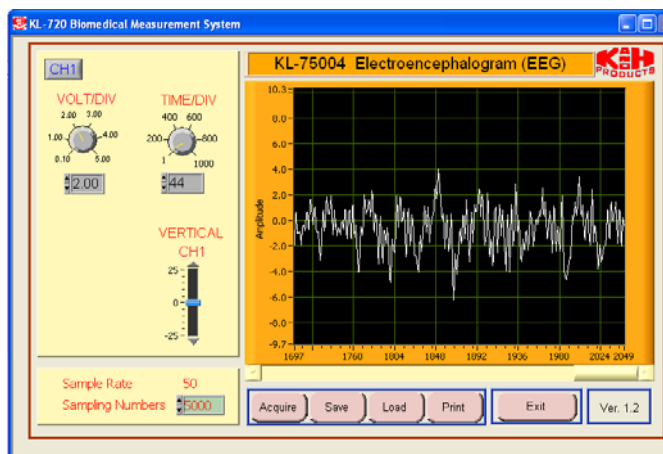 KL-720 Biomedical Measurement System
CH1
VOLT/DIV
2.00 3.00
1.00 4.00
0.10 5.00
2.00
TIME/DIV
400 600
200 800
1 1000
44
VERTICAL
CH1
25
0
-25
Sample Rate 50
Sampling Numbers 5000
KL-75004 Electroencephalogram (EEG)
K&H
PRODUCTS
Amplitude
10.3
0.0
6.0
4.0
2.0
0.0
-2.0
-4.0
-6.0
0.0
-9.7
1697 1760 1804 1848 1892 1936 1980 2024 2049
Acquire Save Load Print Exit Ver. 1.2